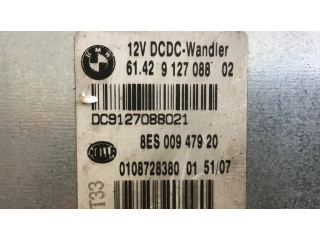 BMW
12V DCDC-Wandler
61.42 9 127 088 02
DC9127088021
8ES 009 479 20
0108728380 01 51/07
T33